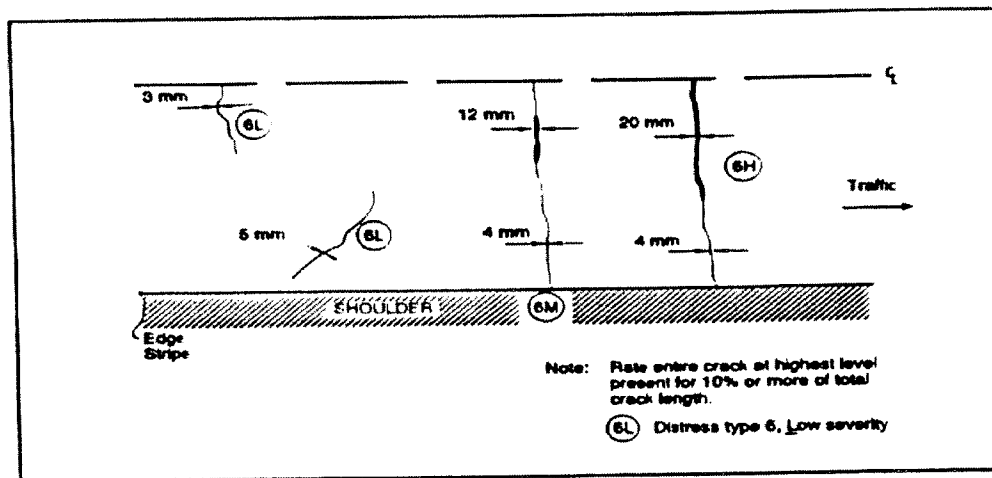 ℄
3 mm
6L
12 mm
20 mm
6H
Traffic
5 mm
6L
4 mm
4 mm
SHOULDER
6M
Edge
Stripe
Note: Rate entire crack at highest level
present for 10% or more of total
crack length.
6L Distress type 6, Low severity